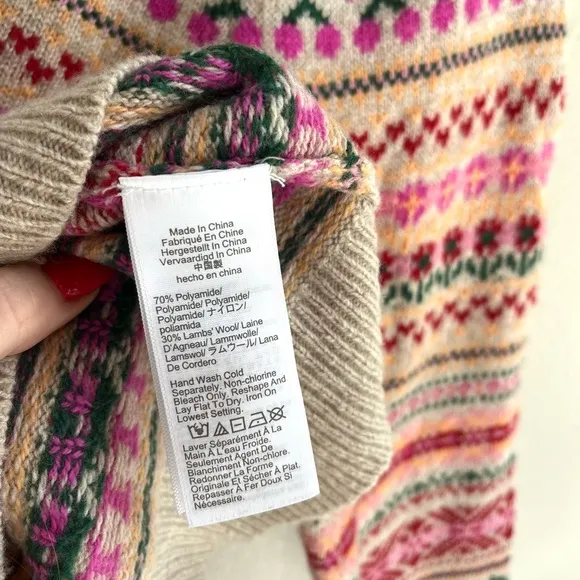 Made In China
Fabriqué En Chine
Hergestellt In China
Vervaardigd In China
中国製
hecho en china
70% Polyamide/
Polyamide/Polyamide/
Polyamide/ ナイロン/
poliamida
30% Lambs' Wool/ Laine
D'Agneau/ Lammwolle/
Lamswol/ ラムウール/ Lana
De Cordero
Hand Wash Cold
Separately. Non-chlorine
Bleach Only. Reshape And
Lay Flat To Dry. Iron On
Lowest Setting.
Laver Séparément À La
Main À L'eau Froide.
Seulement Agent De
Blanchiment Non-chlore.
Redonner La Forme
Originale Et Sécher À Plat.
Repasser À Fer Doux Si
Nécessaire.